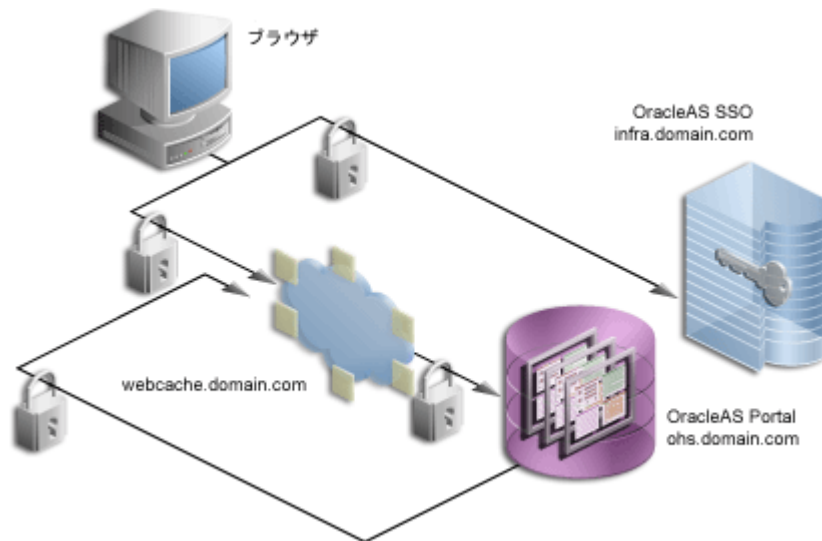 ブラウザ
OracleAS SSO
infra.domain.com
webcache.domain.com
OracleAS Portal
ohs.domain.com